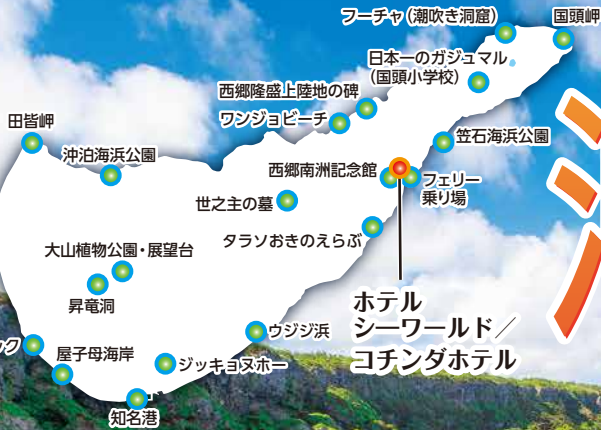 フーチャ（潮吹き洞窟）
国頭岬
日本一のガジュマル
（国頭小学校）
西郷隆盛上陸地の碑
ワンジョビーチ
田皆岬
沖泊海浜公園
笠石海浜公園
西郷南洲記念館
フェリー
乗り場
世之主の墓
タラソおきのえらぶ
大山植物公園・展望台
昇竜洞
ホテル
シーワールド／
コチンダホテル
ウジジ浜
ック
屋子母海岸
ジッキョヌホー
知名港